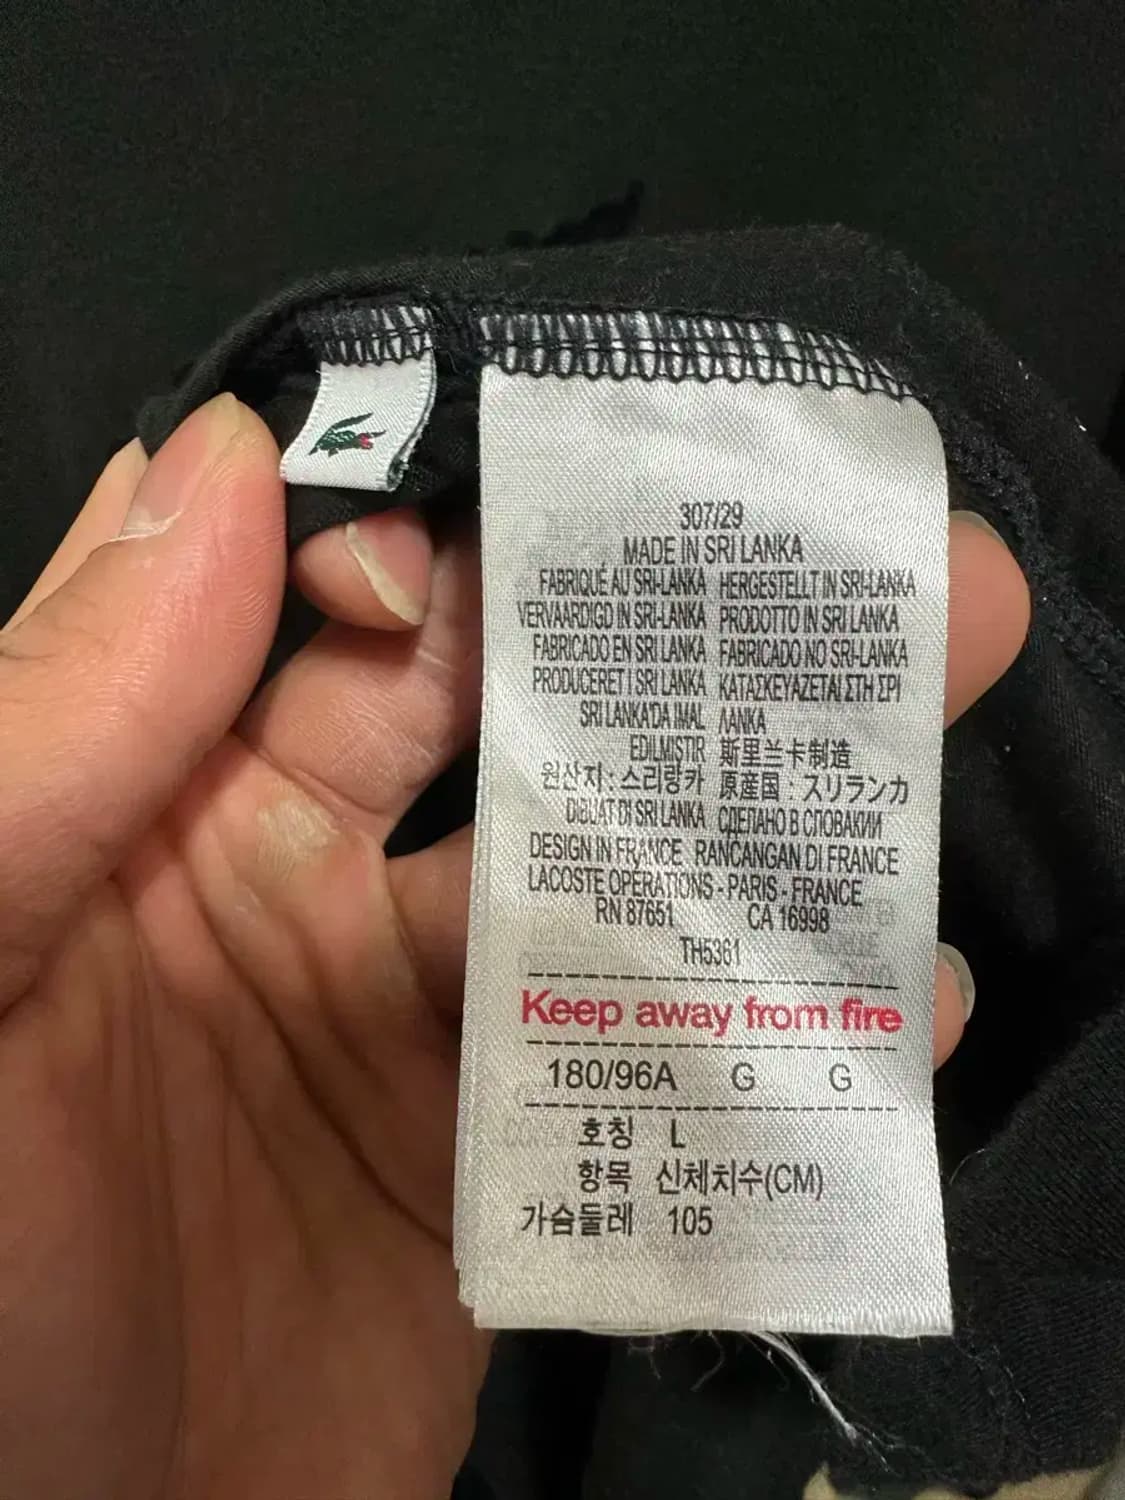 307/29
MADE IN SRI LANKA
FABRIQUÉ AU SRI-LANKA HERGESTELLT IN SRI-LANKA
VERVAARDIGD IN SRI-LANKA PRODOTTO IN SRI LANKA
FABRICADO EN SRI LANKA FABRICADO NO SRI-LANKA
PRODUCERET I SRI LANKA ΚΑΤΑΣΚΕΥΑΖΕΤΑΙ ΣΤΗ ΣΡΙ
SRI LANKA'DA IMAL ΛΑΝΚΑ
EDILMISTIR 斯里兰卡制造
원산지 : 스리랑카 原産国 : スリランカ
DIBUAT DI SRI LANKA СДЕЛАНО В СЛОВАКИИ
DESIGN IN FRANCE RANCANGAN DI FRANCE
LACOSTE OPERATIONS - PARIS - FRANCE
RN 87651 CA 16998
TH5361
Keep away from fire
180/96A G G
호칭 L
항목 신체치수(CM)
가슴둘레 105